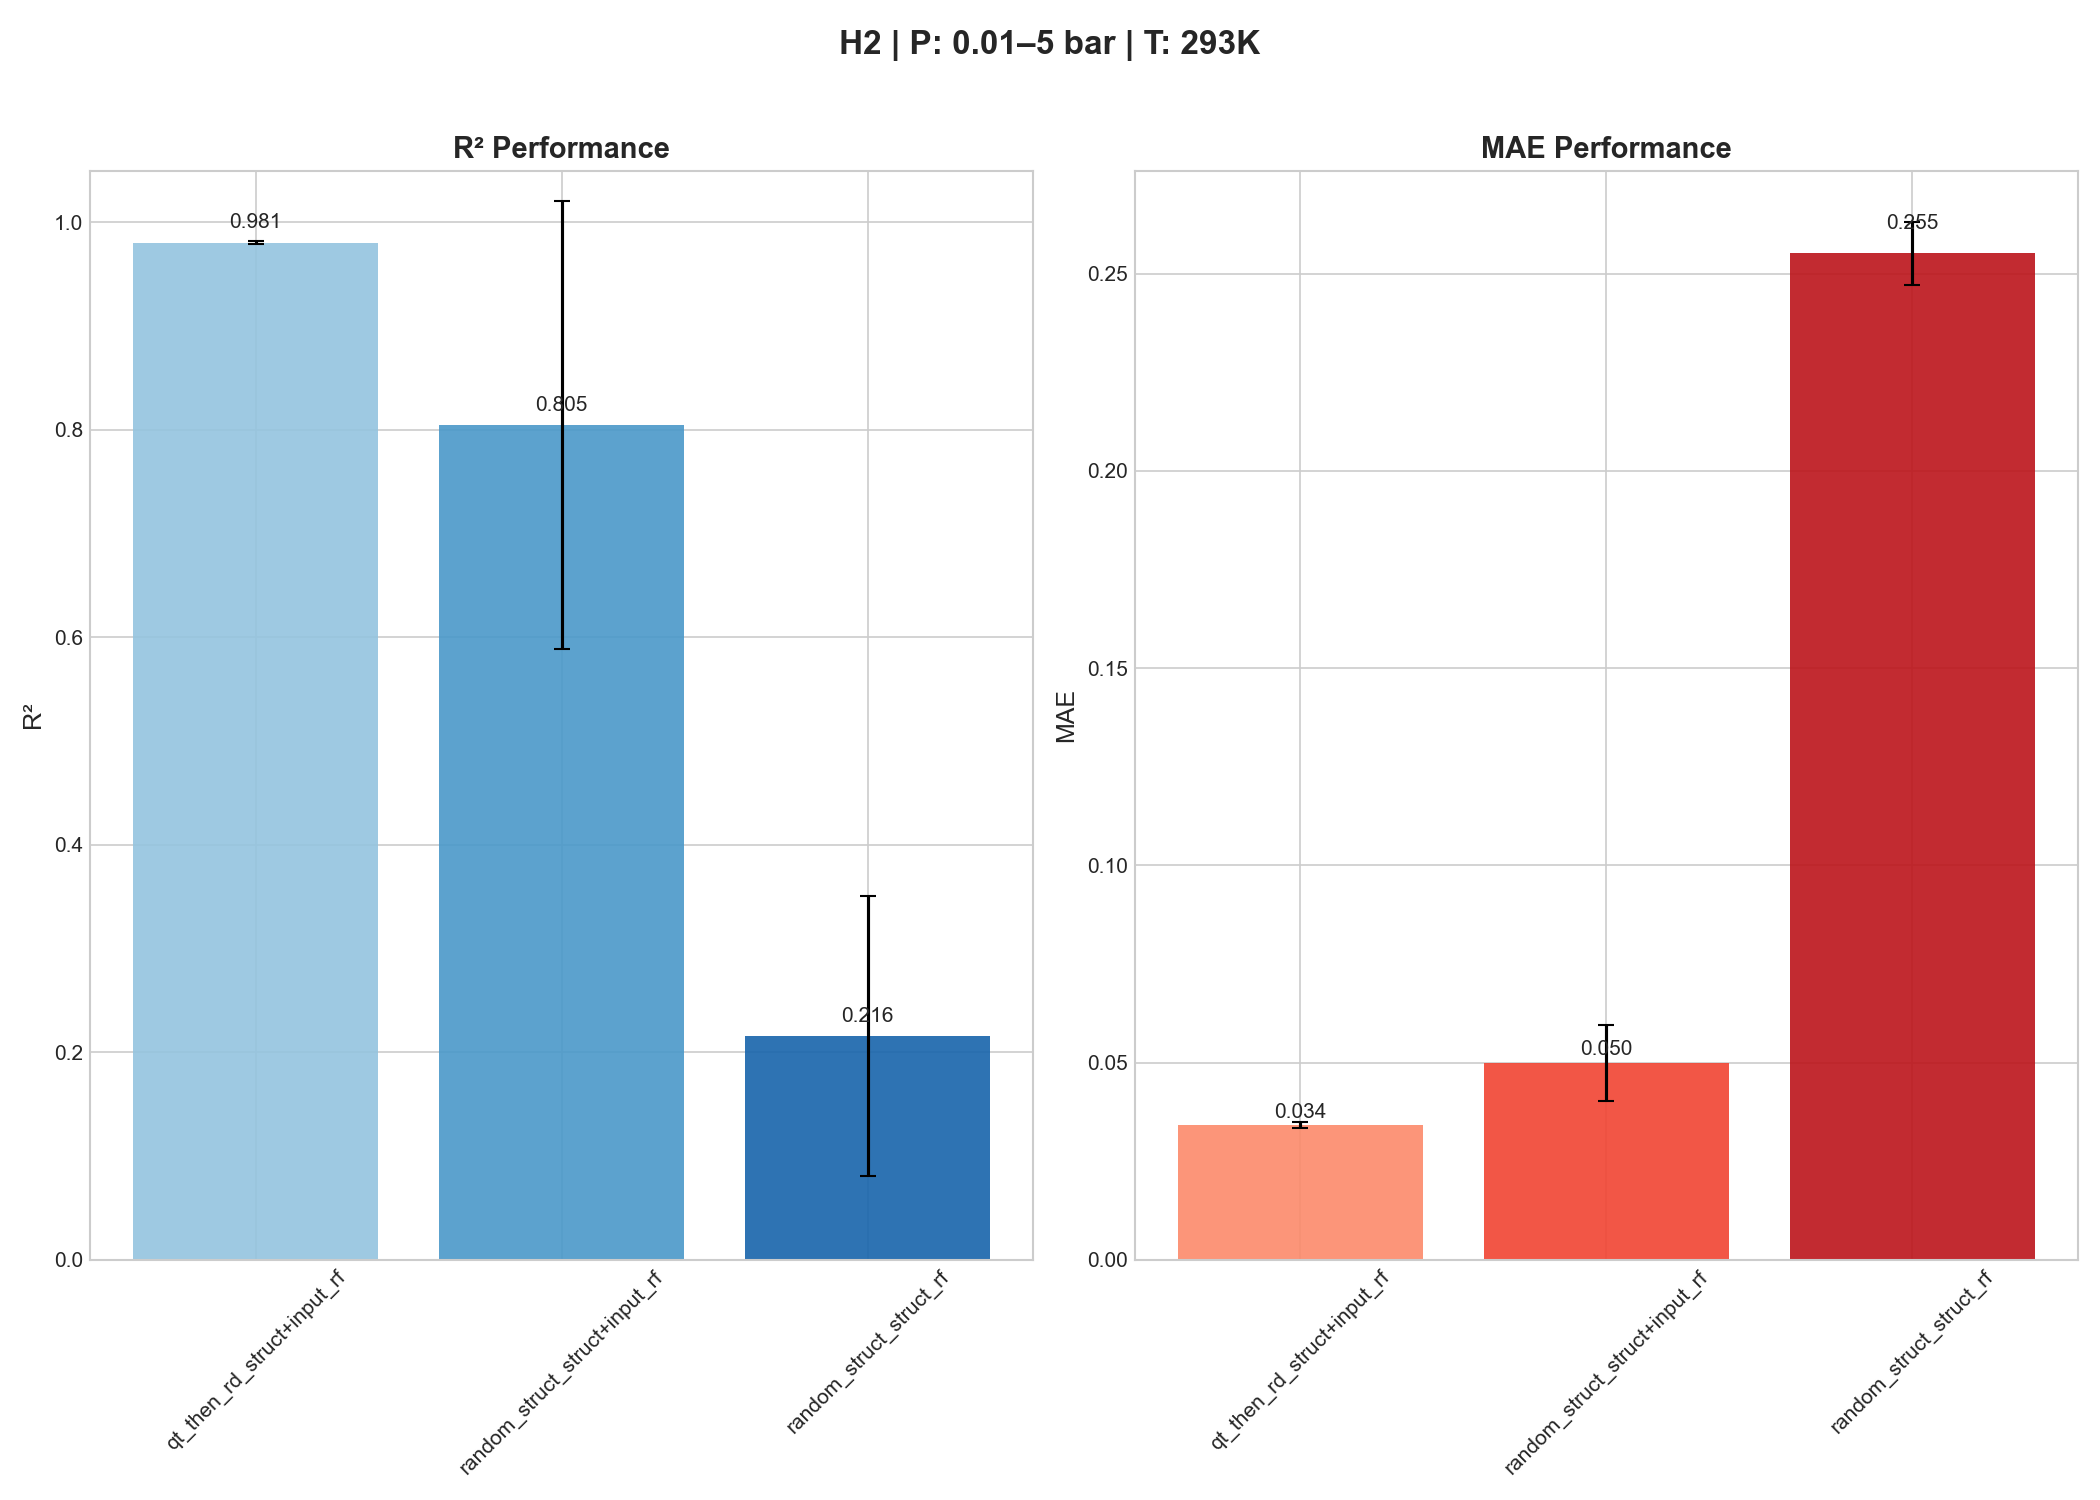 H2 | P: 0.01–5 bar | T: 293K
R² Performance
1.0
0.8
0.6
0.4
0.2
0.0
R²
0.981
0.805
0.216
qt_then_rd_struct+input_rf
random_struct_struct+input_rf
random_struct_struct_rf
MAE Performance
0.25
0.20
0.15
0.10
0.05
0.00
MAE
0.034
0.050
0.255
qt_then_rd_struct+input_rf
random_struct_struct+input_rf
random_struct_struct_rf